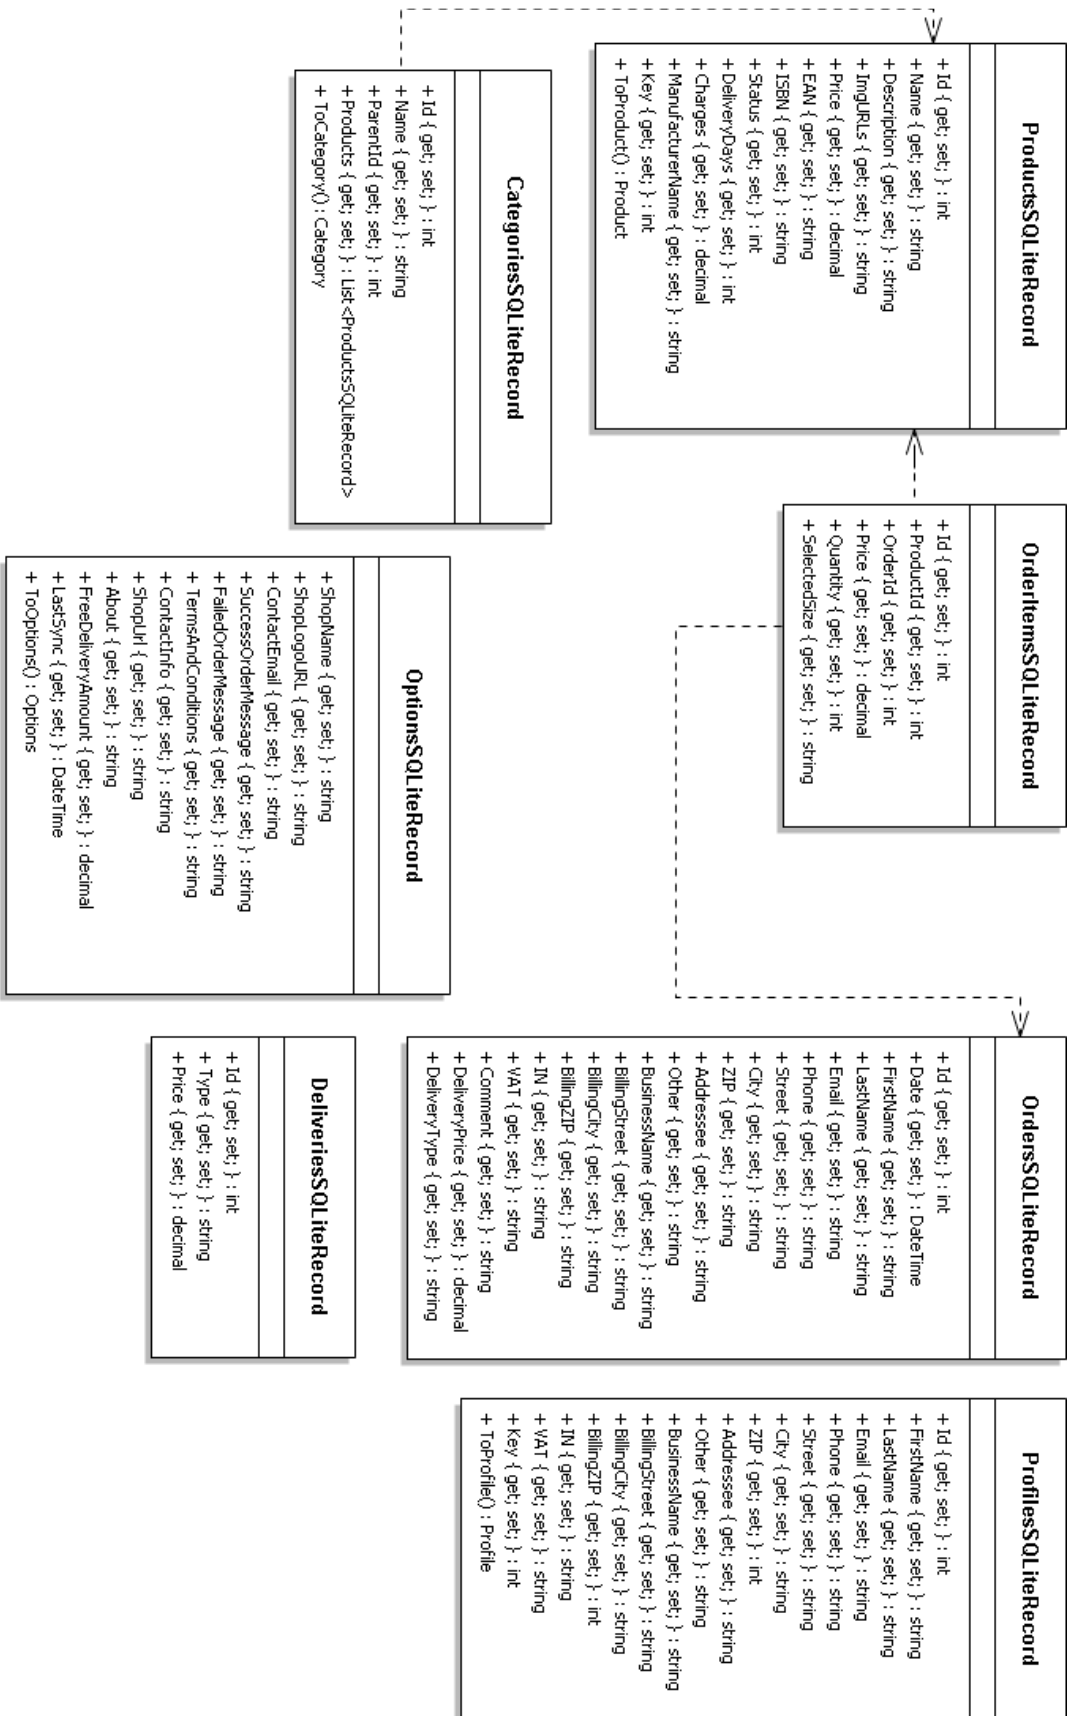 ProductsSQLiteRecord
+ Id { get; set; } : int
+ Name { get; set; } : string
+ Description { get; set; } : string
+ ImgURLs { get; set; } : string
+ Price { get; set; } : decimal
+ EAN { get; set; } : string
+ ISBN { get; set; } : string
+ Status { get; set; } : int
+ DeliveryDays { get; set; } : int
+ Charges { get; set; } : decimal
+ ManufacturerName { get; set; } : string
+ Key { get; set; } : int
+ ToProduct() : Product
OrderItemsSQLiteRecord
+ Id { get; set; } : int
+ ProductId { get; set; } : int
+ OrderId { get; set; } : int
+ Price { get; set; } : decimal
+ Quantity { get; set; } : int
+ SelectedSize { get; set; } : string
OrdersSQLiteRecord
+ Id { get; set; } : int
+ Date { get; set; } : DateTime
+ FirstName { get; set; } : string
+ LastName { get; set; } : string
+ Email { get; set; } : string
+ Phone { get; set; } : string
+ Street { get; set; } : string
+ City { get; set; } : string
+ ZIP { get; set; } : string
+ Addressee { get; set; } : string
+ Other { get; set; } : string
+ BusinessName { get; set; } : string
+ BillingStreet { get; set; } : string
+ BillingCity { get; set; } : string
+ BillingZIP { get; set; } : string
+ IN { get; set; } : string
+ VAT { get; set; } : string
+ Comment { get; set; } : string
+ DeliveryPrice { get; set; } : decimal
+ DeliveryType { get; set; } : string
ProfilesSQLiteRecord
+ Id { get; set; } : int
+ FirstName { get; set; } : string
+ LastName { get; set; } : string
+ Email { get; set; } : string
+ Phone { get; set; } : string
+ Street { get; set; } : string
+ City { get; set; } : string
+ ZIP { get; set; } : int
+ Addressee { get; set; } : string
+ Other { get; set; } : string
+ BusinessName { get; set; } : string
+ BillingStreet { get; set; } : string
+ BillingCity { get; set; } : string
+ BillingZIP { get; set; } : int
+ IN { get; set; } : string
+ VAT { get; set; } : string
+ Key { get; set; } : int
+ ToProfile() : Profile
CategoriesSQLiteRecord
+ Id { get; set; } : int
+ Name { get; set; } : string
+ ParentId { get; set; } : int
+ Products { get; set; } : List<ProductsSQLiteRecord>
+ ToCategory() : Category
OptionsSQLiteRecord
+ ShopName { get; set; } : string
+ ShopLogoURL { get; set; } : string
+ ContactEmail { get; set; } : string
+ SuccessOrderMessage { get; set; } : string
+ FailedOrderMessage { get; set; } : string
+ TermsAndConditions { get; set; } : string
+ ContactInfo { get; set; } : string
+ ShopUrl { get; set; } : string
+ About { get; set; } : string
+ FreeDeliveryAmount { get; set; } : decimal
+ LastSync { get; set; } : DateTime
+ ToOptions() : Options
DeliveriesSQLiteRecord
+ Id { get; set; } : int
+ Type { get; set; } : string
+ Price { get; set; } : decimal